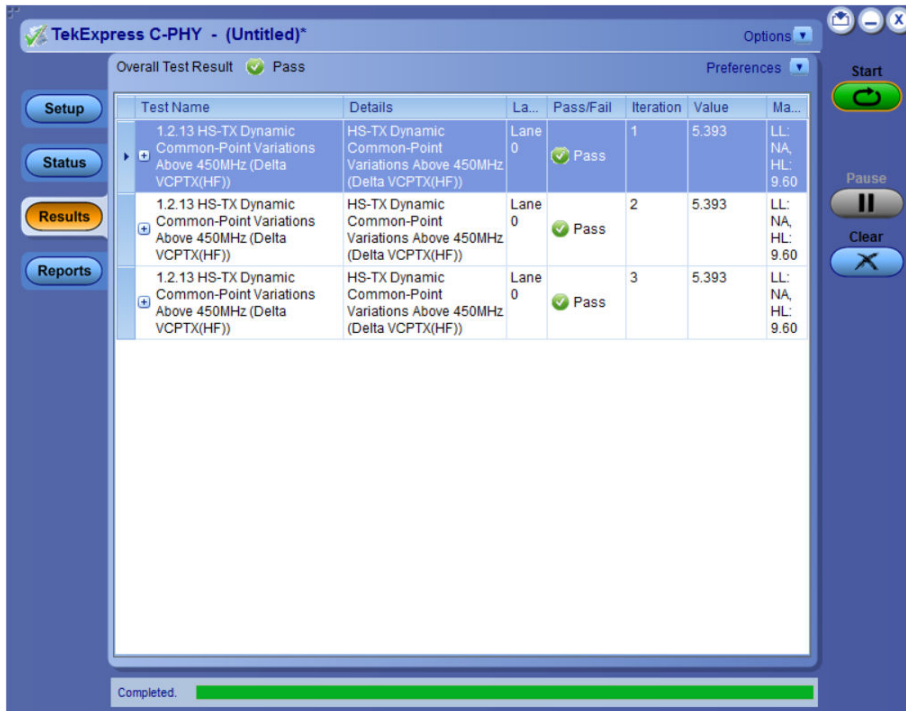 TekExpress C-PHY - (Untitled)*
Options
Overall Test Result Pass
Preferences
Start
Pause
Clear
Setup
Status
Results
Reports
Test Name Details La... Pass/Fail Iteration Value Ma...
1.2.13 HS-TX Dynamic
Common-Point Variations
Above 450MHz (Delta
VCPTX(HF))
HS-TX Dynamic
Common-Point
Variations Above 450MHz
(Delta VCPTX(HF))
Lane
0
Pass
1
5.393
LL:
NA,
HL:
9.60
1.2.13 HS-TX Dynamic
Common-Point Variations
Above 450MHz (Delta
VCPTX(HF))
HS-TX Dynamic
Common-Point
Variations Above 450MHz
(Delta VCPTX(HF))
Lane
0
Pass
2
5.393
LL:
NA,
HL:
9.60
1.2.13 HS-TX Dynamic
Common-Point Variations
Above 450MHz (Delta
VCPTX(HF))
HS-TX Dynamic
Common-Point
Variations Above 450MHz
(Delta VCPTX(HF))
Lane
0
Pass
3
5.393
LL:
NA,
HL:
9.60
Completed.